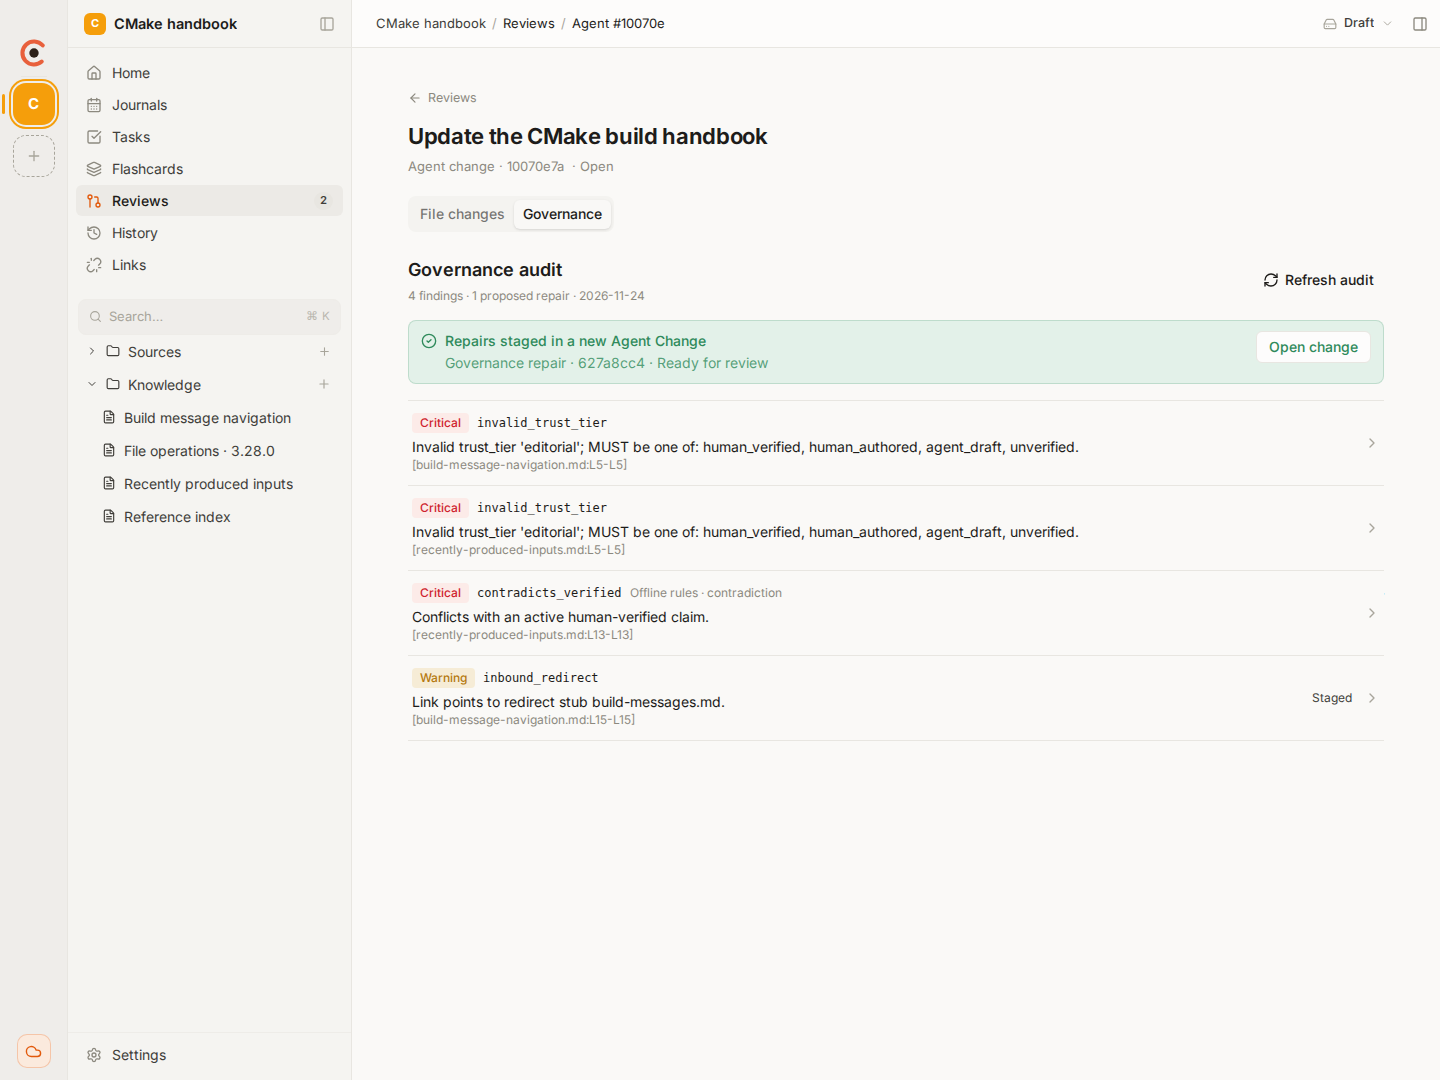 C CMake handbook
C
Home
Journals
Tasks
Flashcards
Reviews 2
History
Links
Search... ⌘ K
Sources
Knowledge
Build message navigation
File operations · 3.28.0
Recently produced inputs
Reference index
Settings
CMake handbook / Reviews / Agent #10070e
Draft
Reviews
Update the CMake build handbook
Agent change · 10070e7a · Open
File changes Governance
Governance audit
4 findings · 1 proposed repair · 2026-11-24
Refresh audit
Repairs staged in a new Agent Change
Governance repair · 627a8cc4 · Ready for review
Open change
Critical invalid_trust_tier
Invalid trust_tier 'editorial'; MUST be one of: human_verified, human_authored, agent_draft, unverified.
[build-message-navigation.md:L5-L5]
Critical invalid_trust_tier
Invalid trust_tier 'editorial'; MUST be one of: human_verified, human_authored, agent_draft, unverified.
[recently-produced-inputs.md:L5-L5]
Critical contradicts_verified Offline rules · contradiction
Conflicts with an active human-verified claim.
[recently-produced-inputs.md:L13-L13]
Warning inbound_redirect
Link points to redirect stub build-messages.md.
[build-message-navigation.md:L15-L15]
Staged